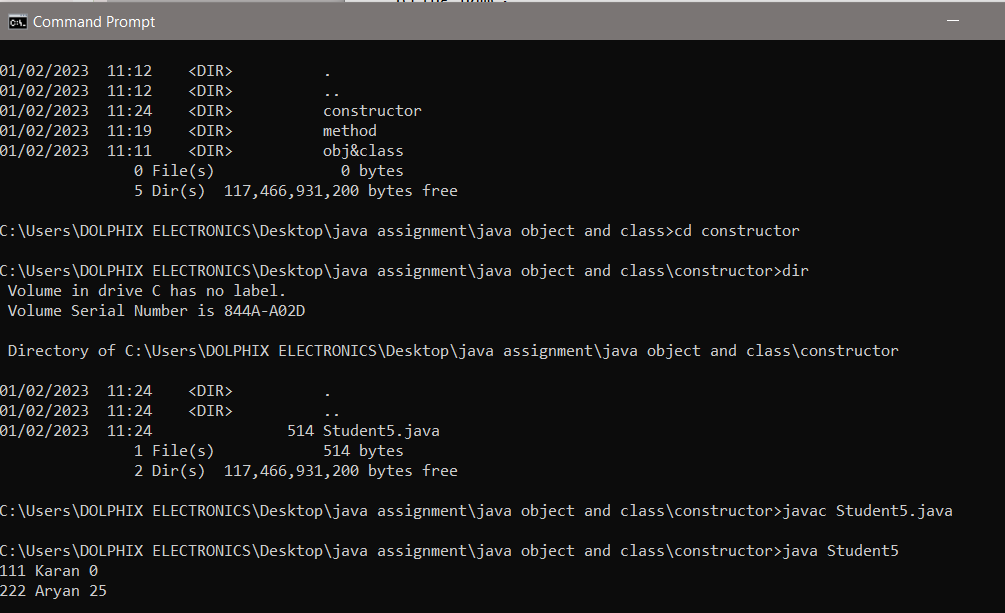 Command Prompt
01/02/2023  11:12    <DIR>          .
01/02/2023  11:12    <DIR>          ..
01/02/2023  11:24    <DIR>          constructor
01/02/2023  11:19    <DIR>          method
01/02/2023  11:11    <DIR>          obj&class
               0 File(s)              0 bytes
               5 Dir(s)  117,466,931,200 bytes free
C:\Users\DOLPHIX ELECTRONICS\Desktop\java assignment\java object and class>cd constructor
C:\Users\DOLPHIX ELECTRONICS\Desktop\java assignment\java object and class\constructor>dir
 Volume in drive C has no label.
 Volume Serial Number is 844A-A02D
 Directory of C:\Users\DOLPHIX ELECTRONICS\Desktop\java assignment\java object and class\constructor
01/02/2023  11:24    <DIR>          .
01/02/2023  11:24    <DIR>          ..
01/02/2023  11:24               514 Student5.java
               1 File(s)            514 bytes
               2 Dir(s)  117,466,931,200 bytes free
C:\Users\DOLPHIX ELECTRONICS\Desktop\java assignment\java object and class\constructor>javac Student5.java
C:\Users\DOLPHIX ELECTRONICS\Desktop\java assignment\java object and class\constructor>java Student5
111 Karan 0
222 Aryan 25